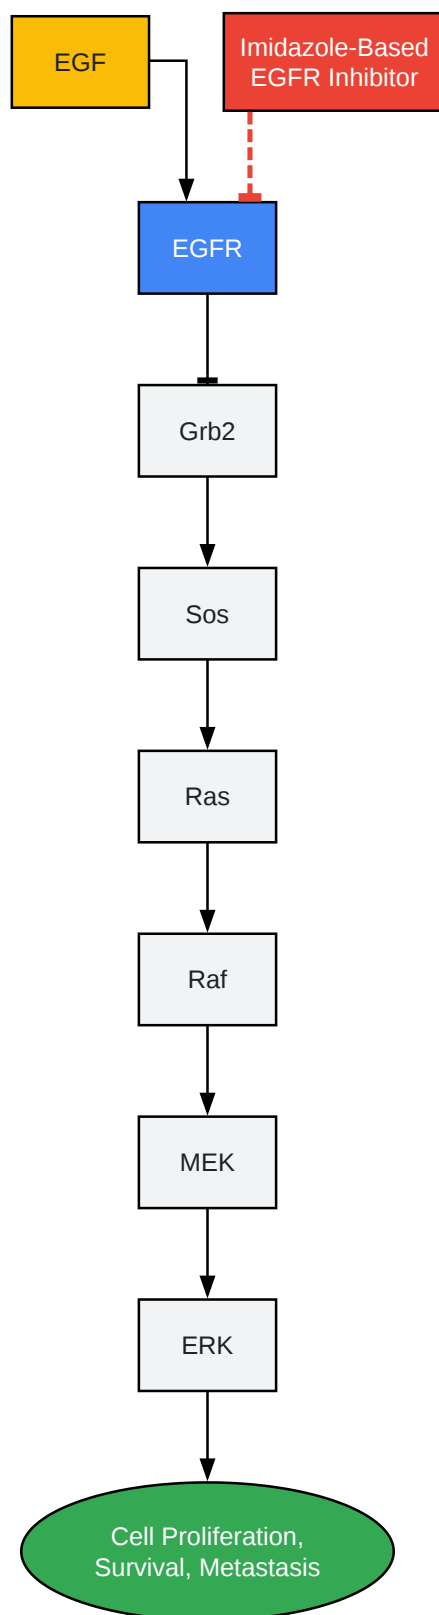 EGF
Imidazole-Based
EGFR Inhibitor
EGFR
Grb2
Sos
Ras
Raf
MEK
ERK
Cell Proliferation,
Survival, Metastasis